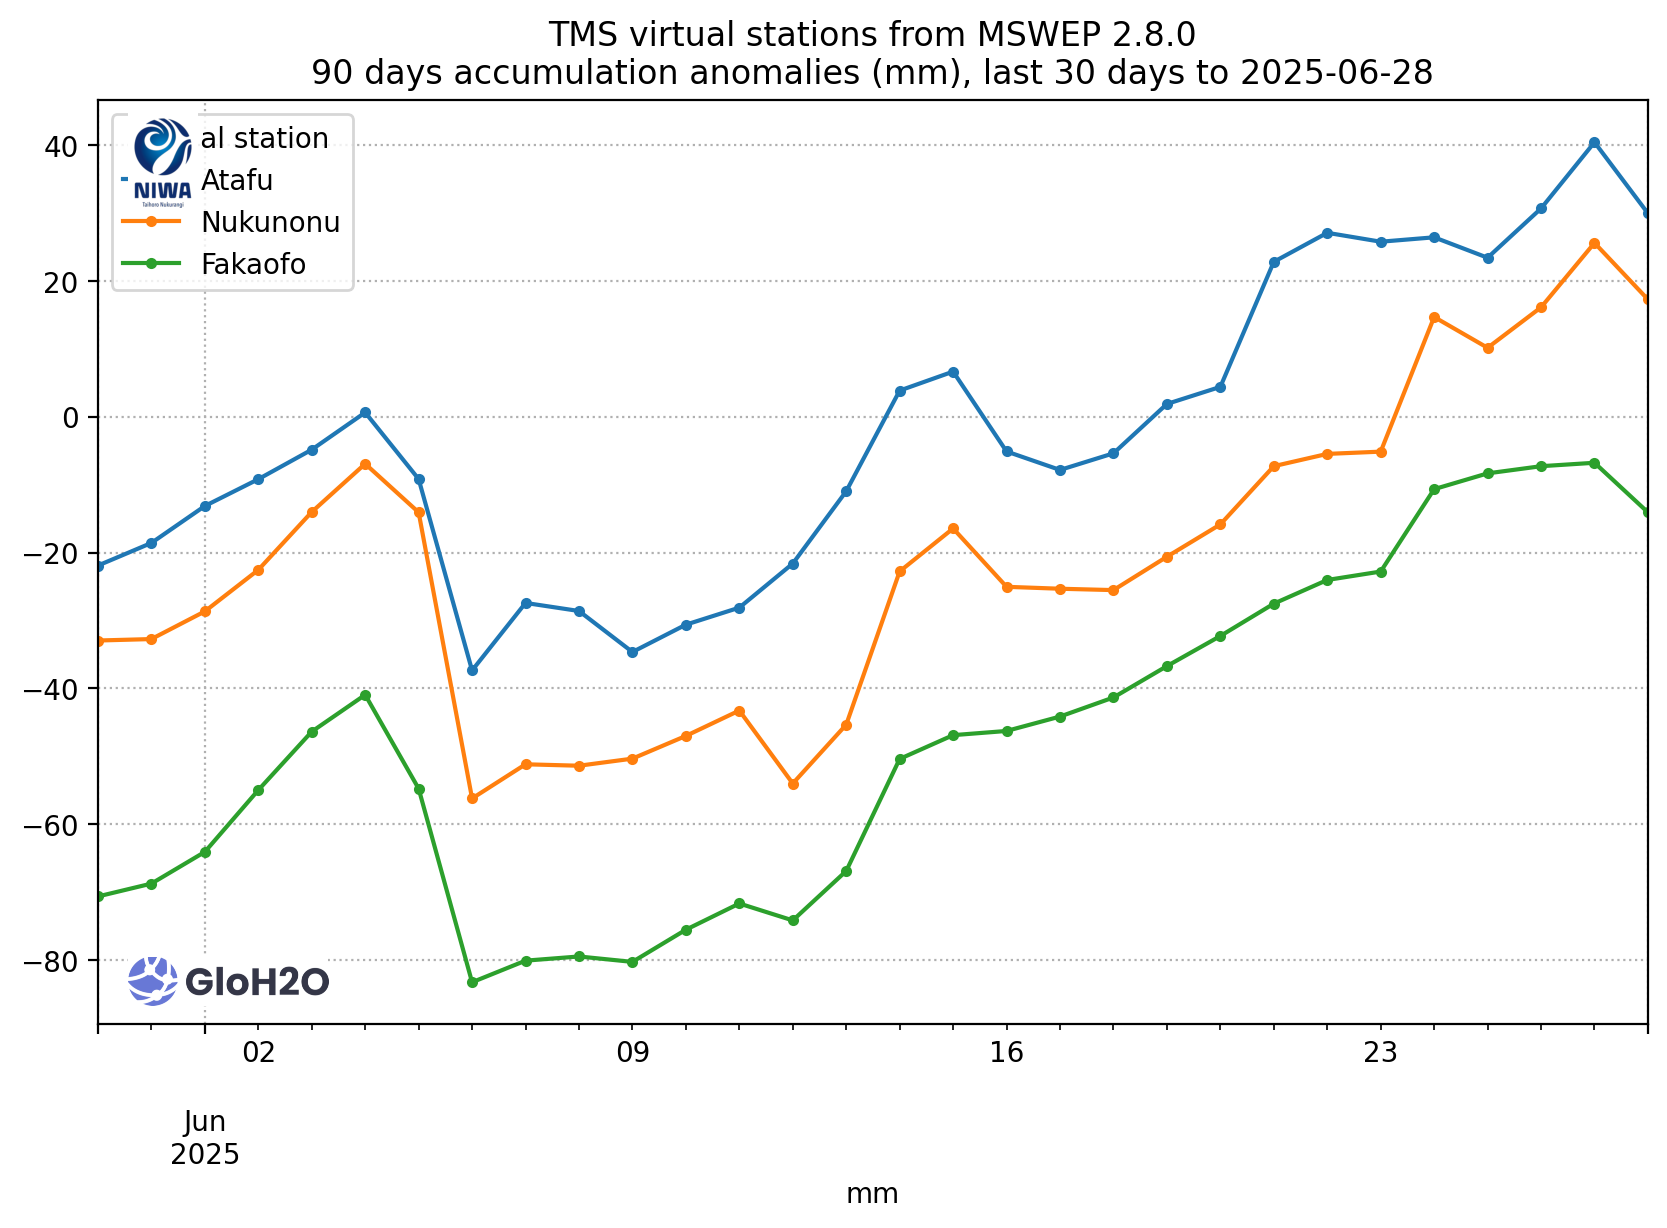 TMS virtual stations from MSWEP 2.8.0
90 days accumulation anomalies (mm), last 30 days to 2025-06-28
al station
Atafu
Nukunonu
Fakaofo
NIWA
Taihoro Nukurangi
40
20
0
−20
−40
−60
−80
GloH2O
02
09
16
23
Jun
2025
mm